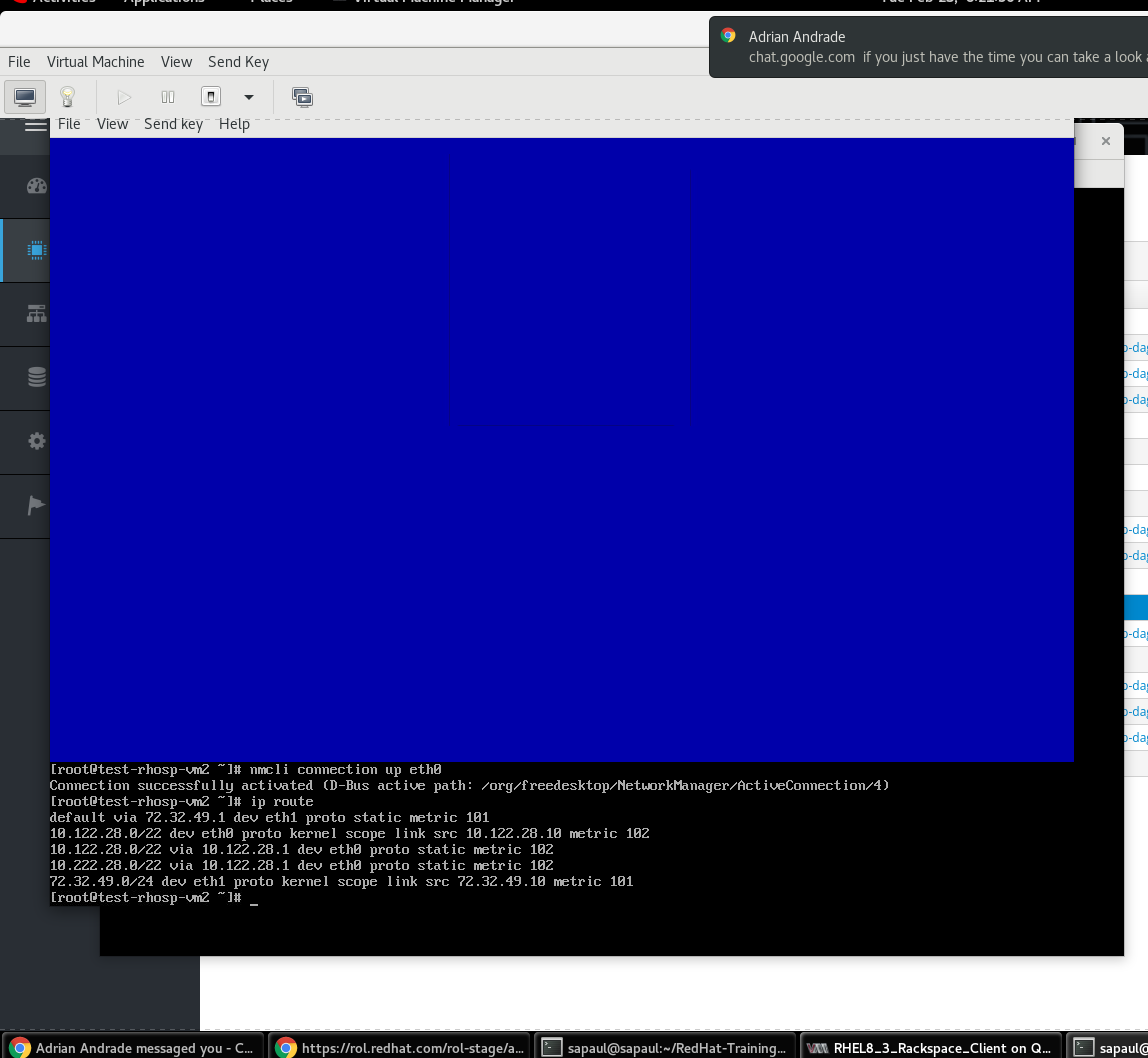 Activities Applications Places Virtual Machine Manager
Adrian Andrade
chat.google.com if you just have the time you can take a look
File Virtual Machine View Send Key
File View Send key Help
[root@test-rhosp-vm2 ~]# nmcli connection up eth0
Connection successfully activated (D-Bus active path: /org/freedesktop/NetworkManager/ActiveConnection/4)
[root@test-rhosp-vm2 ~]# ip route
default via 72.32.49.1 dev eth1 proto static metric 101
10.122.28.0/22 dev eth0 proto kernel scope link src 10.122.28.10 metric 102
10.122.28.0/22 via 10.122.28.1 dev eth0 proto static metric 102
10.222.28.0/22 via 10.122.28.1 dev eth0 proto static metric 102
72.32.49.0/24 dev eth1 proto kernel scope link src 72.32.49.10 metric 101
[root@test-rhosp-vm2 ~]# _
Adrian Andrade messaged you - C... https://rol.redhat.com/rol-stage/a... sapaul@sapaul:~/RedHat-Training... RHEL8_3_Rackspace_Client on Q...